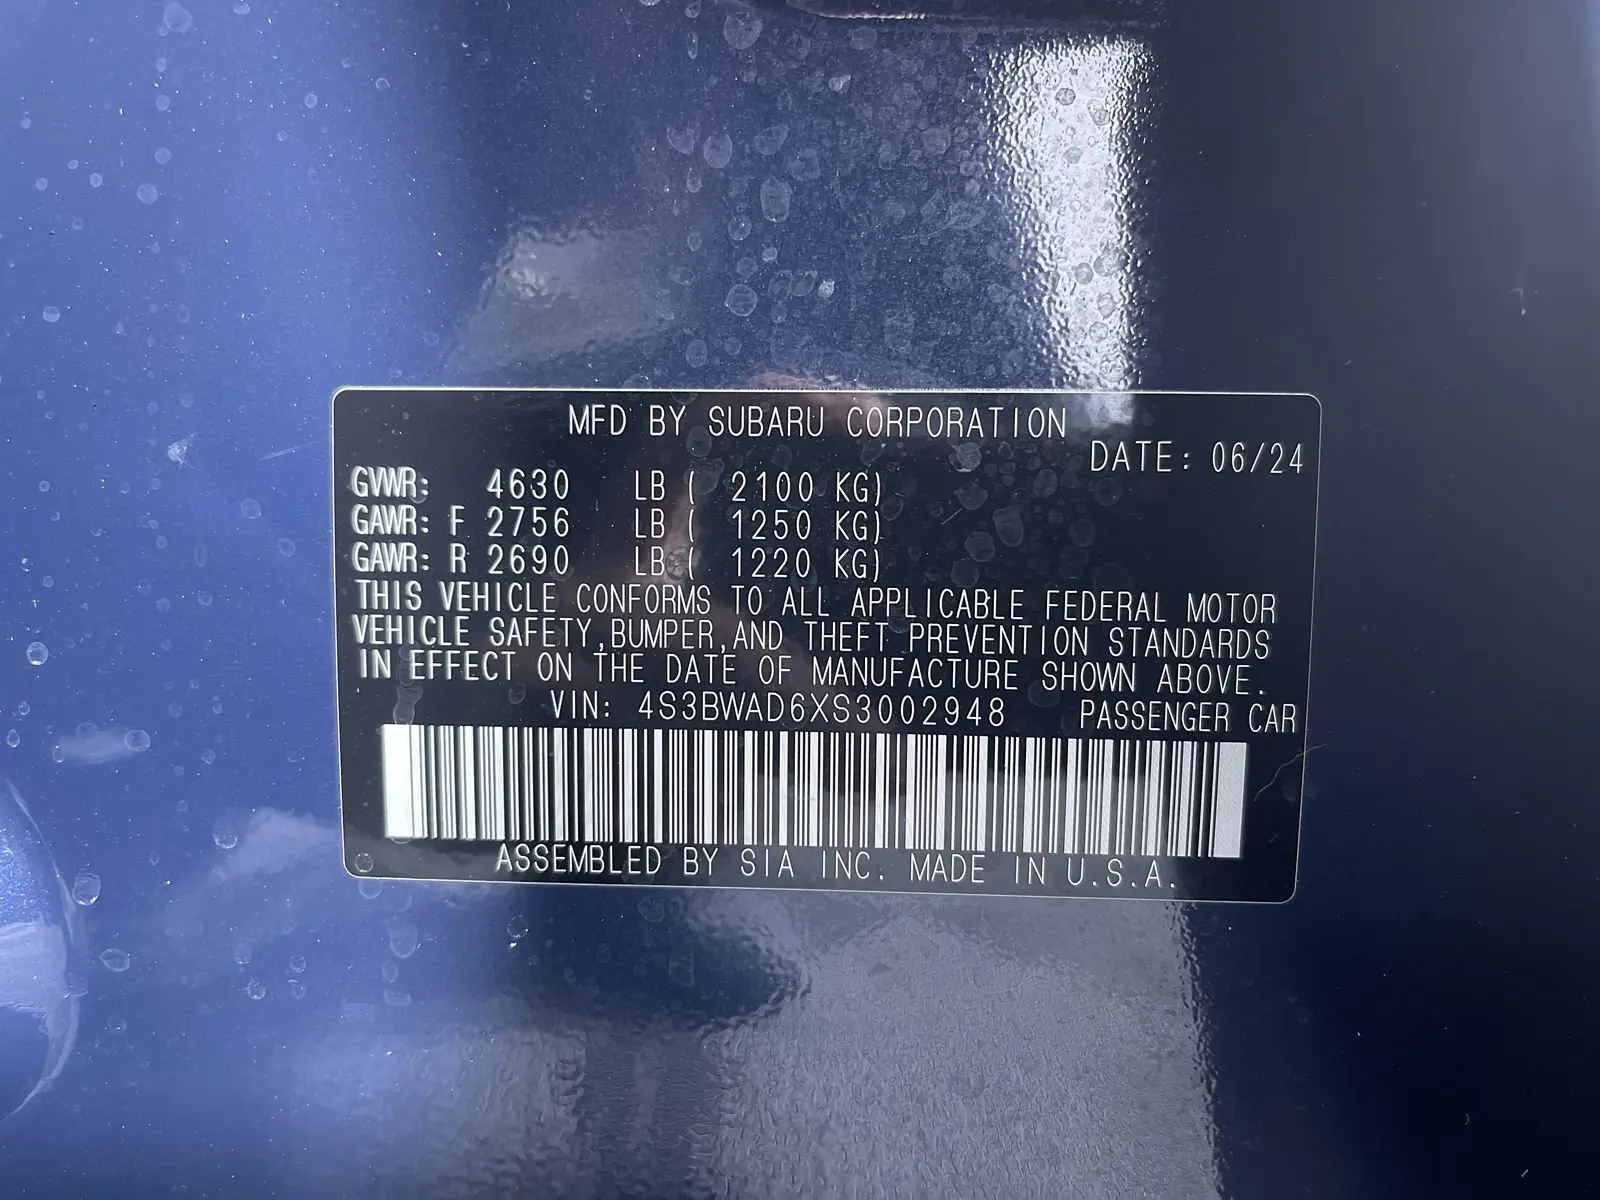 MFD BY SUBARU CORPORATION
DATE: 06/24
GVWR: 4630 LB ( 2100 KG)
GAWR: F 2756 LB ( 1250 KG)
GAWR: R 2690 LB ( 1220 KG)
THIS VEHICLE CONFORMS TO ALL APPLICABLE FEDERAL MOTOR
VEHICLE SAFETY,BUMPER,AND THEFT PREVENTION STANDARDS
IN EFFECT ON THE DATE OF MANUFACTURE SHOWN ABOVE.
VIN: 4S3BWAD6XS3002948 PASSENGER CAR
ASSEMBLED BY SIA INC. MADE IN U.S.A.